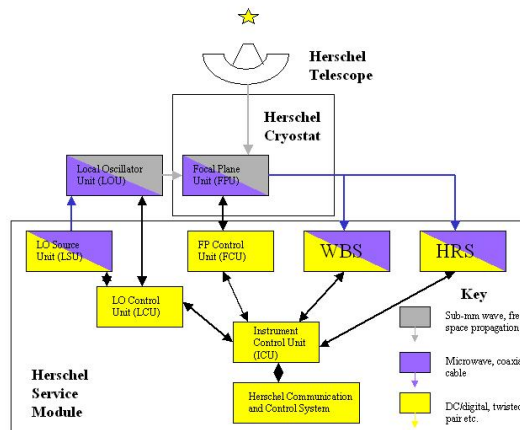 Herschel
Telescope
Herschel
Cryostat
Local Oscillator
Unit (LOU)
Focal Plane
Unit (FPU)
LO Source
Unit (LSU)
FP Control
Unit (FCU)
WBS
HRS
LO Control
Unit (LCU)
Instrument
Control Unit
(ICU)
Herschel Communication
and Control System
Herschel
Service
Module
Key
Sub-mm wave, fre
space propagation
Microwave, coaxia
cable
DC/digital, twisted
pair etc.